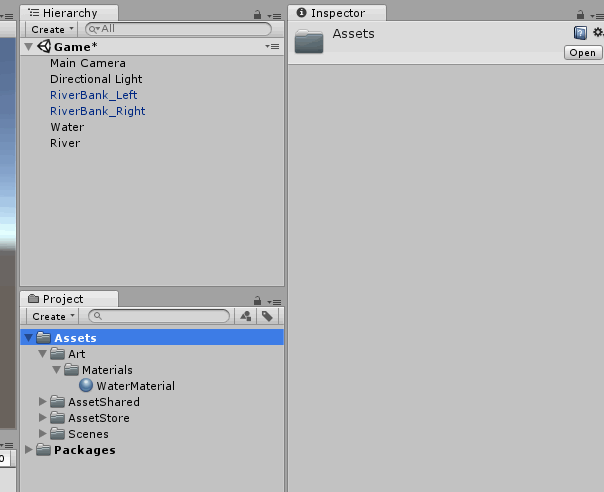 Hierarchy
Create
All
Game*
Main Camera
Directional Light
RiverBank_Left
RiverBank_Right
Water
River
Project
Create
Assets
Art
Materials
WaterMaterial
AssetShared
AssetStore
Scenes
Packages
0
Inspector
Assets
Open